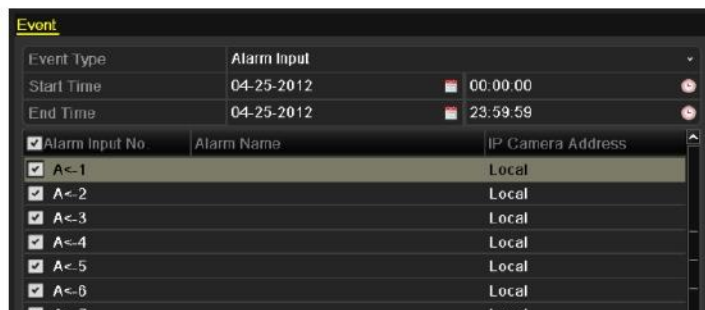 Event
Event Type Alarm Input
Start Time 04-25-2012 00:00:00
End Time 04-25-2012 23:59:59
Alarm Input No. Alarm Name IP Camera Address
A<-1 Local
A<-2 Local
A<-3 Local
A<-4 Local
A<-5 Local
A<-6 Local